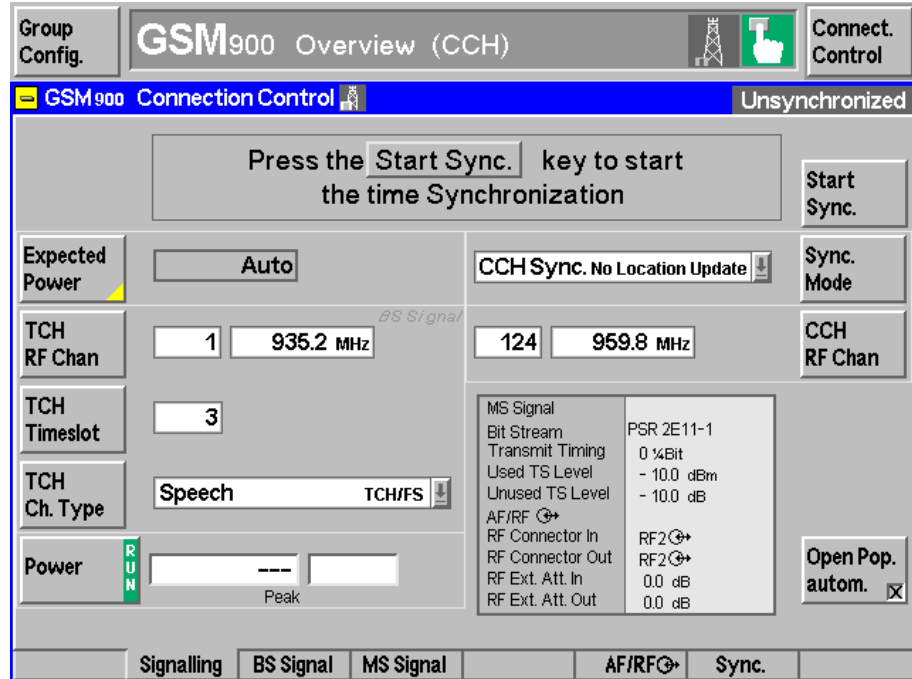 Group Config.
GSM900 Overview (CCH)
Connect. Control
GSM 900 Connection Control
Unsynchronized
Press the Start Sync. key to start
the time Synchronization
Start Sync.
Expected Power
Auto
CCH Sync. No Location Update
Sync. Mode
BS Signal
TCH RF Chan
1 935.2 MHz
124 959.8 MHz
CCH RF Chan
TCH Timeslot
3
TCH Ch. Type
Speech TCH/FS
Power
RUN
---
Peak
MS Signal
Bit Stream PSR 2E11-1
Transmit Timing 0 ¼Bit
Used TS Level - 10.0 dBm
Unused TS Level - 10.0 dB
AF/RF
RF Connector In RF2
RF Connector Out RF2
RF Ext. Att. In 0.0 dB
RF Ext. Att. Out 0.0 dB
Open Pop. autom. X
Signalling BS Signal MS Signal AF/RF Sync.